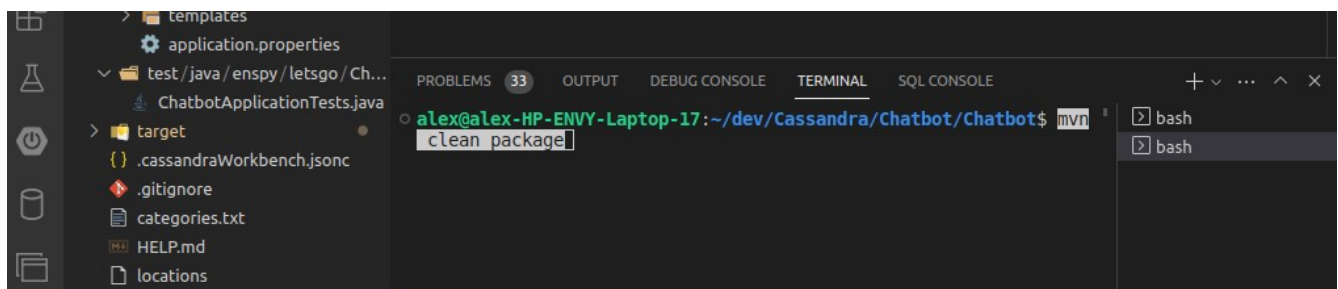 templates
application.properties
test/java/enspy/letsgo/Ch...
ChatbotApplicationTests.java
target
.cassandraWorkbench.jsonc
.gitignore
categories.txt
HELP.md
locations
PROBLEMS 33 OUTPUT DEBUG CONSOLE TERMINAL SQL CONSOLE
alex@alex-HP-ENVY-Laptop-17:~/dev/Cassandra/Chatbot/Chatbot$ mvn
clean package
bash
bash